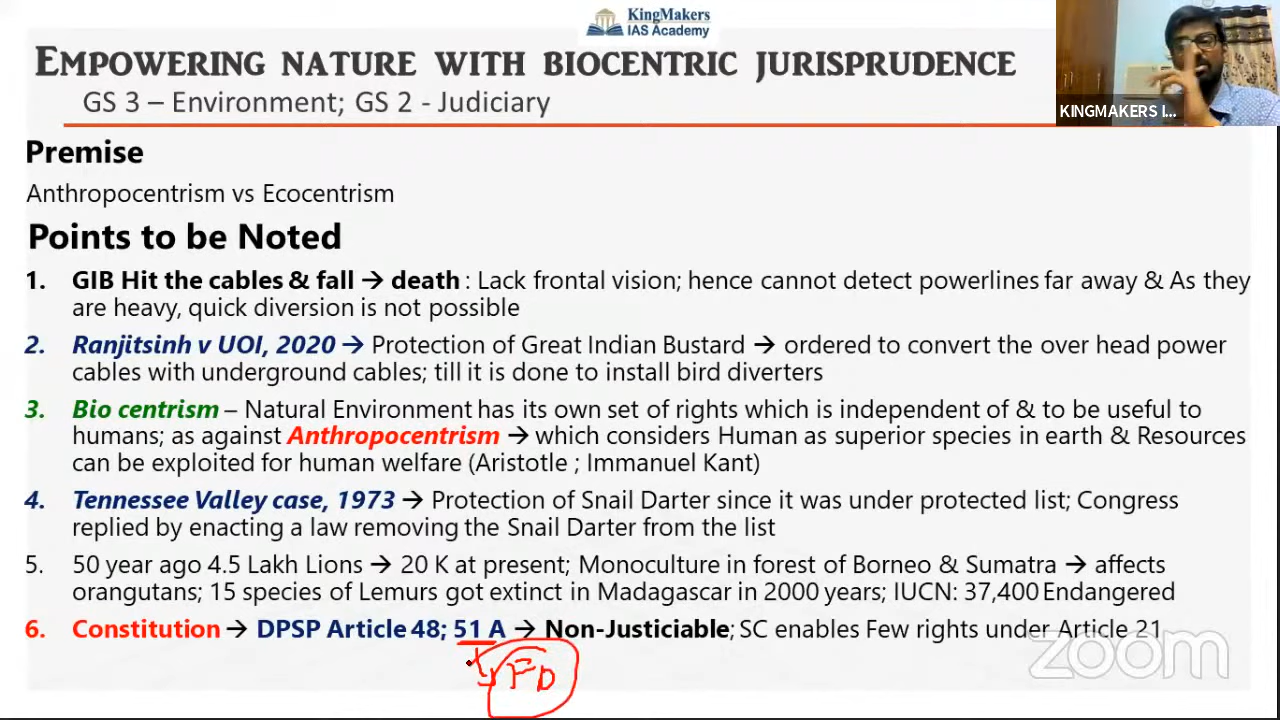 KingMakers
IAS Academy
EMPOWERING NATURE WITH BIOCENTRIC JURISPRUDENCE
GS 3 – Environment; GS 2 - Judiciary
KINGMAKERS I...
Premise
Anthropocentrism vs Ecocentrism
Points to be Noted
1. GIB Hit the cables & fall → death : Lack frontal vision; hence cannot detect powerlines far away & As they
are heavy, quick diversion is not possible
2. Ranjitsinh v UOI, 2020 → Protection of Great Indian Bustard → ordered to convert the over head power
cables with underground cables; till it is done to install bird diverters
3. Bio centrism – Natural Environment has its own set of rights which is independent of & to be useful to
humans; as against Anthropocentrism → which considers Human as superior species in earth & Resources
can be exploited for human welfare (Aristotle ; Immanuel Kant)
4. Tennessee Valley case, 1973 → Protection of Snail Darter since it was under protected list; Congress
replied by enacting a law removing the Snail Darter from the list
5. 50 year ago 4.5 Lakh Lions → 20 K at present; Monoculture in forest of Borneo & Sumatra → affects
orangutans; 15 species of Lemurs got extinct in Madagascar in 2000 years; IUCN: 37,400 Endangered
6. Constitution → DPSP Article 48; 51 A → Non-Justiciable; SC enables Few rights under Article 21
FD
zoom